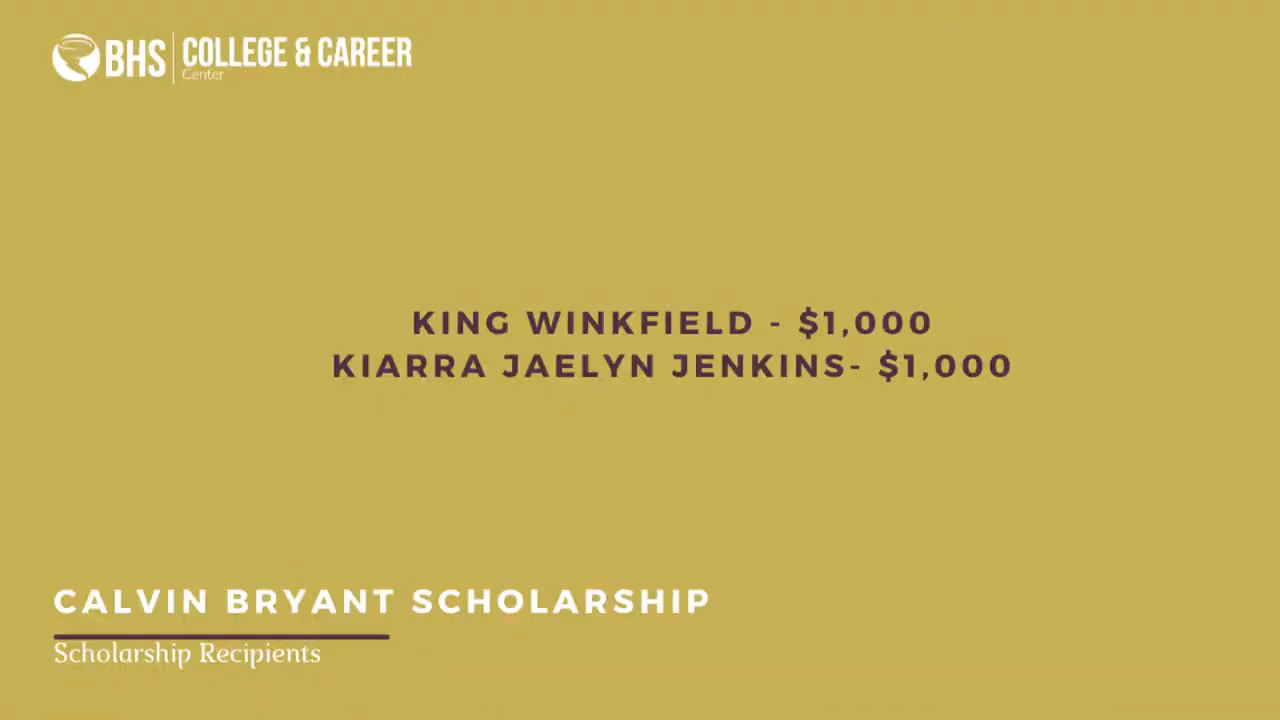 BHS COLLEGE & CAREER
Center
KING WINKFIELD - $1,000
KIARRA JAELYN JENKINS- $1,000
CALVIN BRYANT SCHOLARSHIP
Scholarship Recipients